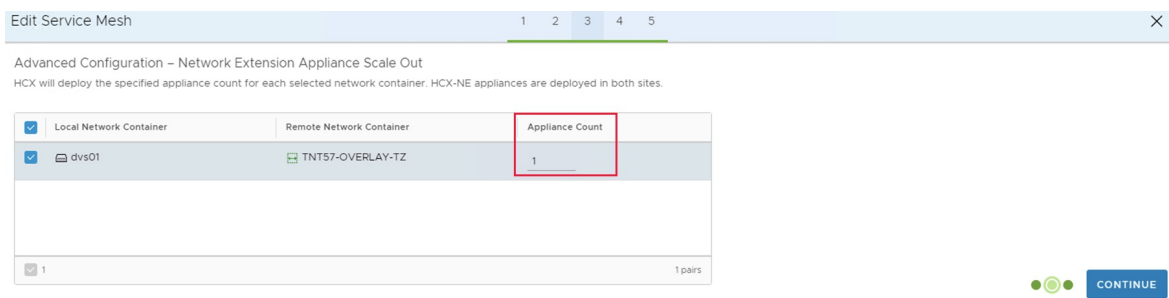 Edit Service Mesh
1 2 3 4 5
Advanced Configuration – Network Extension Appliance Scale Out
HCX will deploy the specified appliance count for each selected network container. HCX-NE appliances are deployed in both sites.
Local Network Container Remote Network Container Appliance Count
dvs01 TNT57-OVERLAY-TZ 1
1 1 pairs
CONTINUE